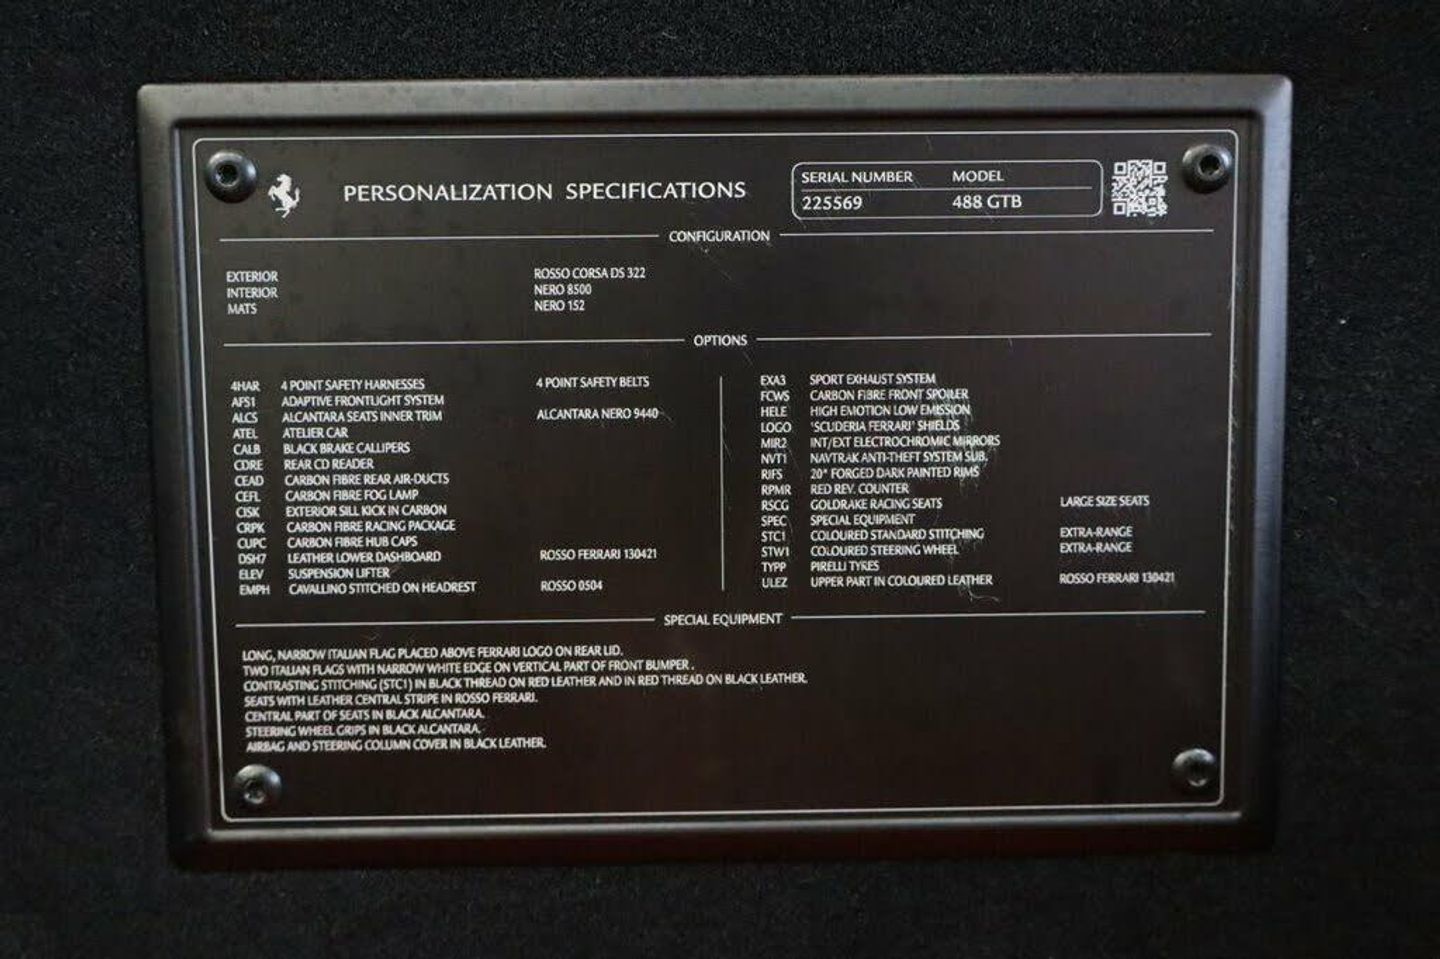 PERSONALIZATION SPECIFICATIONS
SERIAL NUMBER MODEL
225569 488 GTB
CONFIGURATION
EXTERIOR ROSSO CORSA DS 322
INTERIOR NERO 8500
MATS NERO 152
OPTIONS
4HAR 4 POINT SAFETY HARNESSES 4 POINT SAFETY BELTS
AFS1 ADAPTIVE FRONTLIGHT SYSTEM
ALCS ALCANTARA SEATS INNER TRIM ALCANTARA NERO 9440
ATEL ATELIER CAR
CALB BLACK BRAKE CALLIPERS
CDRE REAR CD READER
CEAD CARBON FIBRE REAR AIR-DUCTS
CEFL CARBON FIBRE FOG LAMP
CISK EXTERIOR SILL KICK IN CARBON
CRPK CARBON FIBRE RACING PACKAGE
CUPC CARBON FIBRE HUB CAPS
DSH7 LEATHER LOWER DASHBOARD ROSSO FERRARI 130421
ELEV SUSPENSION LIFTER
EMPH CAVALLINO STITCHED ON HEADREST ROSSO 0504
EXA3 SPORT EXHAUST SYSTEM
FCWS CARBON FIBRE FRONT SPOILER
HELE HIGH EMOTION LOW EMISSION
LOGO 'SCUDERIA FERRARI' SHIELDS
MIR2 INT/EXT ELECTROCHROMIC MIRRORS
NVT1 NAVTRAK ANTI-THEFT SYSTEM SUB.
RIFS 20" FORGED DARK PAINTED RIMS
RPMR RED REV. COUNTER
RSCG GOLDRAKE RACING SEATS LARGE SIZE SEATS
SPEC SPECIAL EQUIPMENT
STC1 COLOURED STANDARD STITCHING EXTRA-RANGE
STW1 COLOURED STEERING WHEEL EXTRA-RANGE
TYPP PIRELLI TYRES
ULEZ UPPER PART IN COLOURED LEATHER ROSSO FERRARI 130421
SPECIAL EQUIPMENT
LONG, NARROW ITALIAN FLAG PLACED ABOVE FERRARI LOGO ON REAR LID.
TWO ITALIAN FLAGS WITH NARROW WHITE EDGE ON VERTICAL PART OF FRONT BUMPER .
CONTRASTING STITCHING (STC1) IN BLACK THREAD ON RED LEATHER AND IN RED THREAD ON BLACK LEATHER.
SEATS WITH LEATHER CENTRAL STRIPE IN ROSSO FERRARI.
CENTRAL PART OF SEATS IN BLACK ALCANTARA.
STEERING WHEEL GRIPS IN BLACK ALCANTARA.
AIRBAG AND STEERING COLUMN COVER IN BLACK LEATHER.